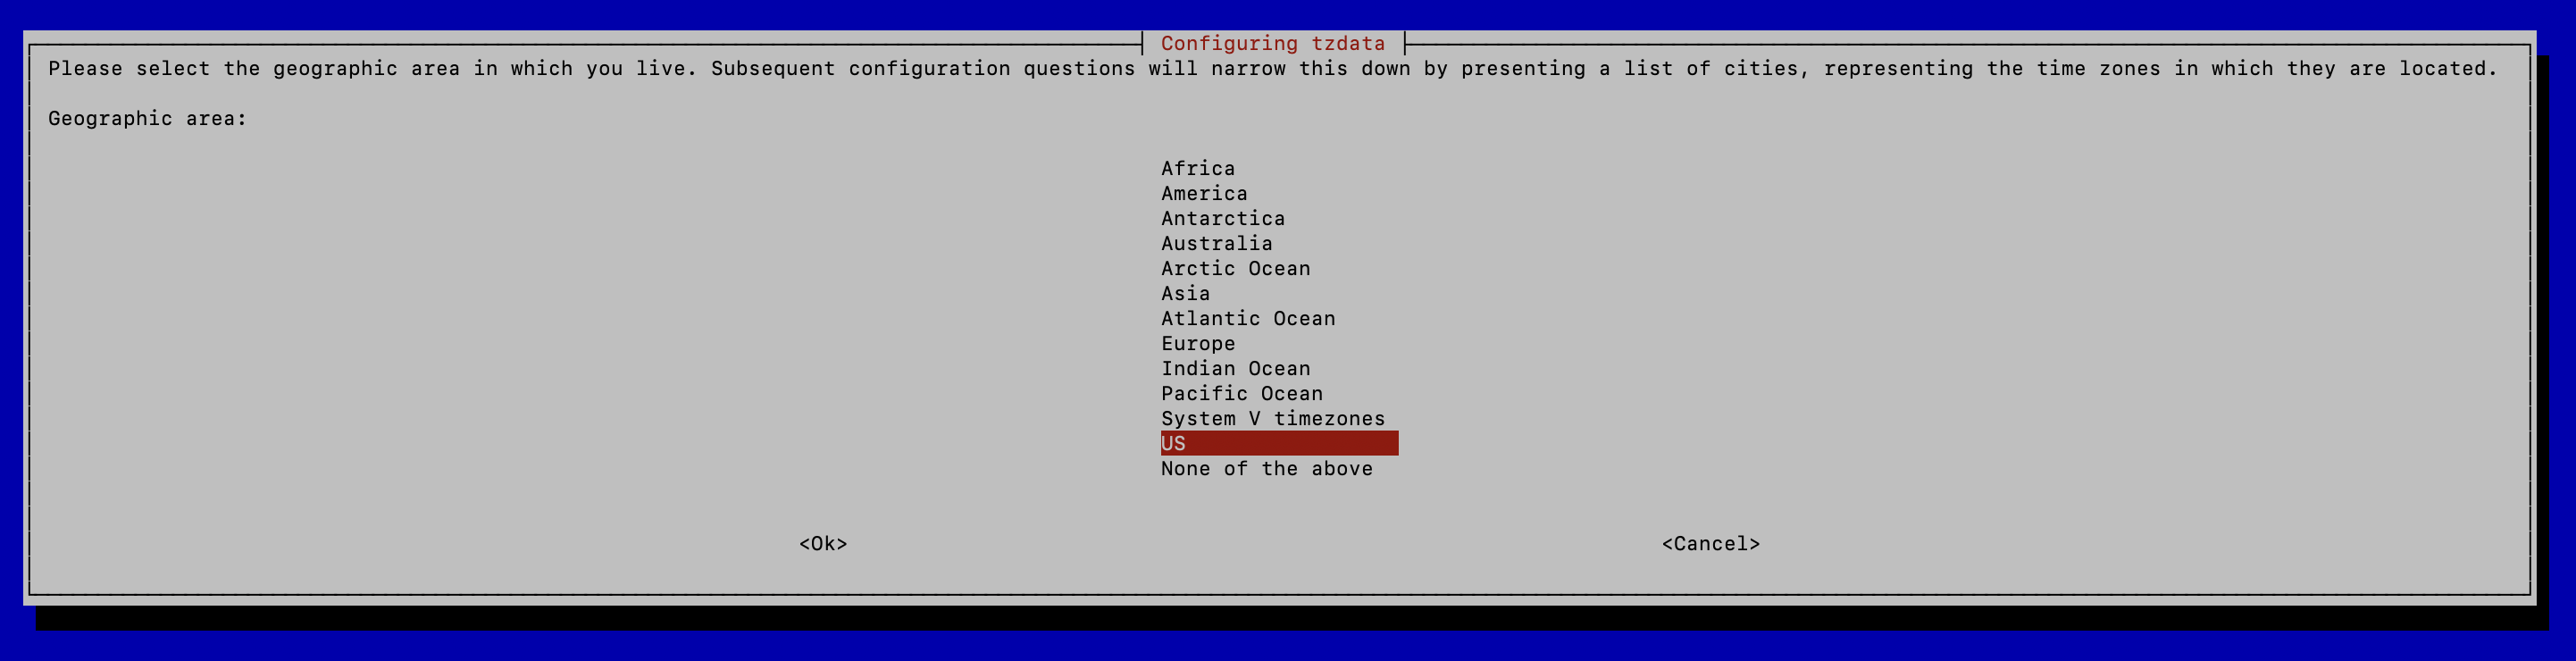 Configuring tzdata
Please select the geographic area in which you live. Subsequent configuration questions will narrow this down by presenting a list of cities, representing the time zones in which they are located.
Geographic area:
Africa
America
Antarctica
Australia
Arctic Ocean
Asia
Atlantic Ocean
Europe
Indian Ocean
Pacific Ocean
System V timezones
US
None of the above
<Ok> <Cancel>